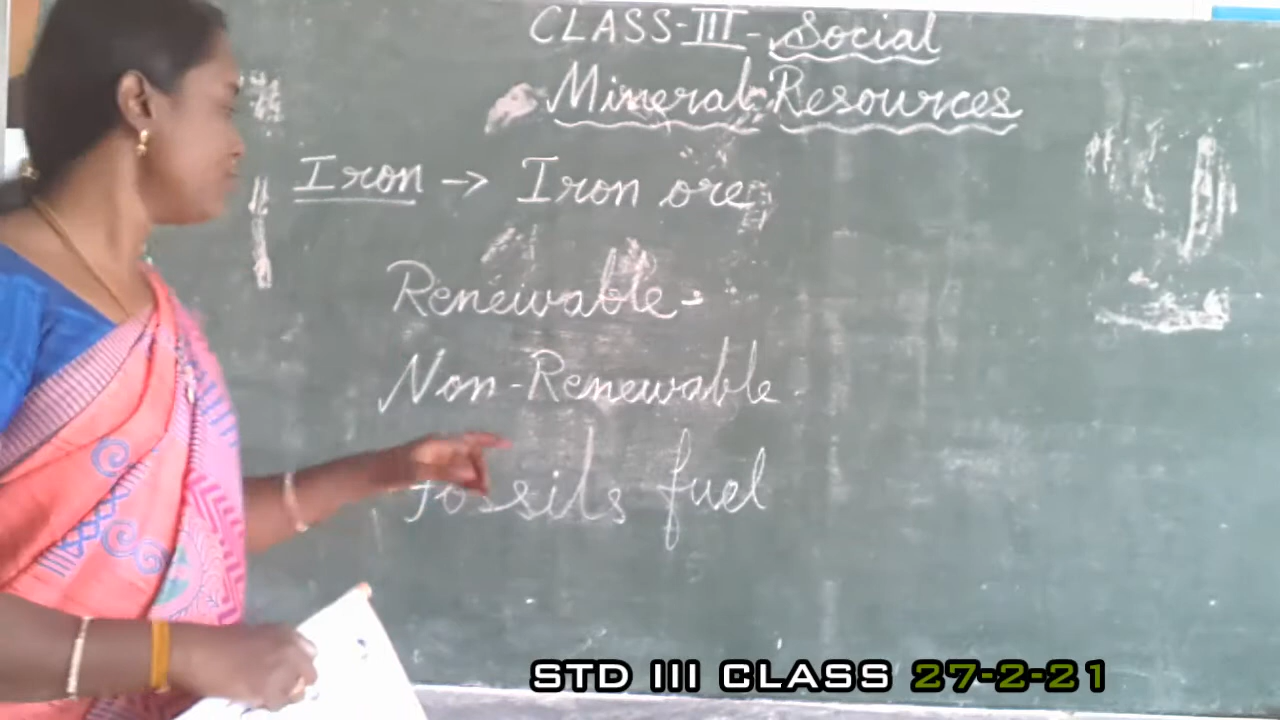 CLASS-III-Social
Mineral Resources
Iron → Iron ore
Renewable -
Non-Renewable -
Fossils fuel
STD III CLASS 27-2-21